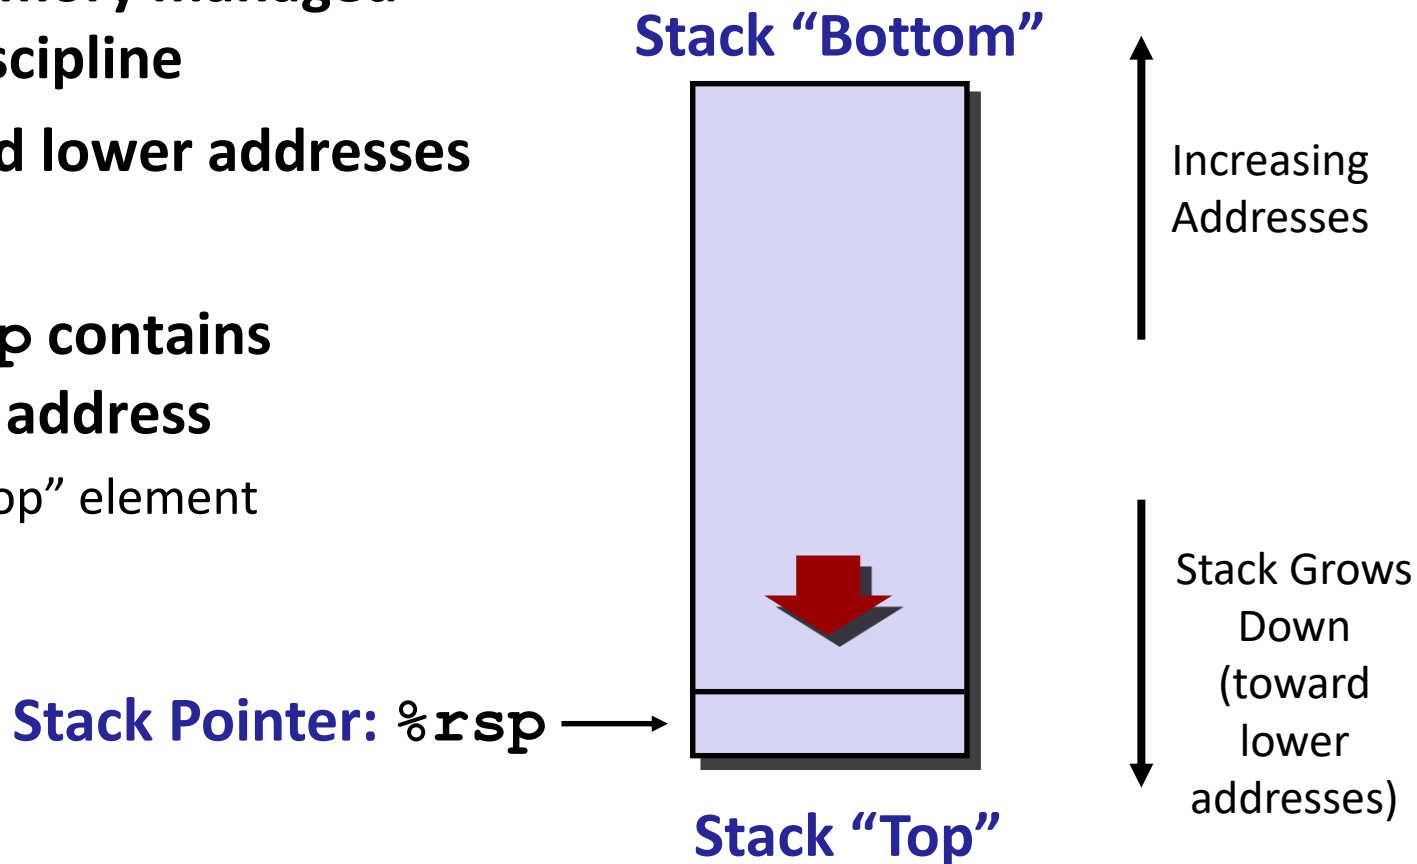 managed
scipline
d lower addresses
p contains
address
op” element
Stack Pointer: %rsp
Stack “Bottom”
Increasing
Addresses
Stack Grows
Down
(toward
lower
addresses)
Stack “Top”